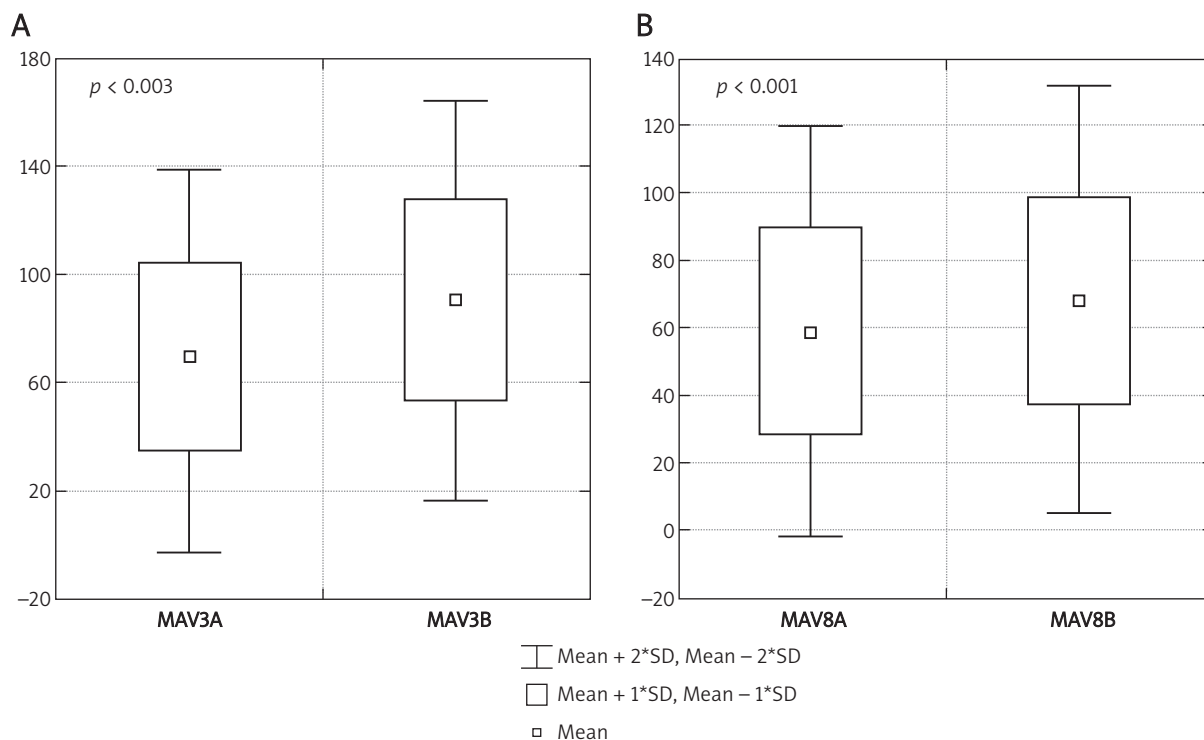 A
180
140
100
60
20
–20
p < 0.003
MAV3A
MAV3B
B
140
120
100
80
60
40
20
0
–20
p < 0.001
MAV8A
MAV8B
Mean + 2*SD, Mean – 2*SD
Mean + 1*SD, Mean – 1*SD
Mean